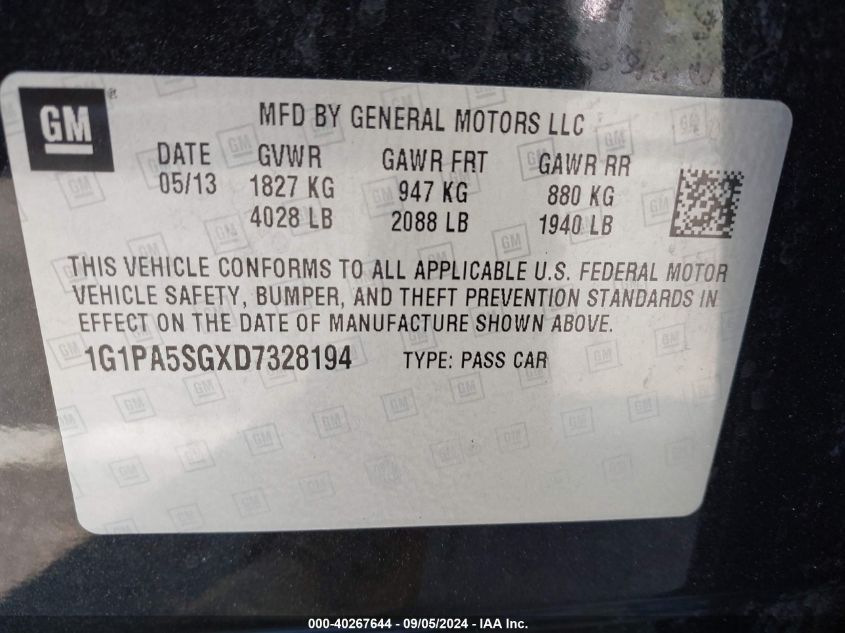 GM
MFD BY GENERAL MOTORS LLC
DATE GVWR GAWR FRT GAWR RR
05/13 1827 KG 947 KG 880 KG
4028 LB 2088 LB 1940 LB
THIS VEHICLE CONFORMS TO ALL APPLICABLE U.S. FEDERAL MOTOR
VEHICLE SAFETY, BUMPER, AND THEFT PREVENTION STANDARDS IN
EFFECT ON THE DATE OF MANUFACTURE SHOWN ABOVE.
1G1PA5SGXD7328194 TYPE: PASS CAR
000-40267644 - 09/05/2024 - IAA Inc.